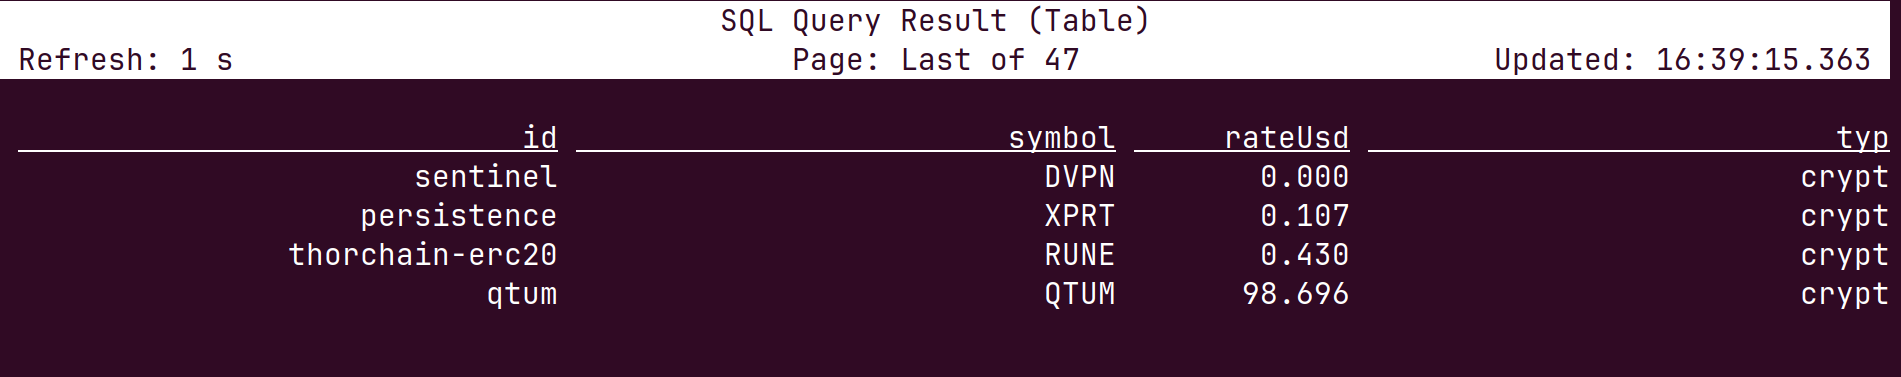 SQL Query Result (Table)
Refresh: 1 s Page: Last of 47 Updated: 16:39:15.363
id symbol rateUsd typ
sentinel DVPN 0.000 crypt
persistence XPRT 0.107 crypt
thorchain-erc20 RUNE 0.430 crypt
qtum QTUM 98.696 crypt